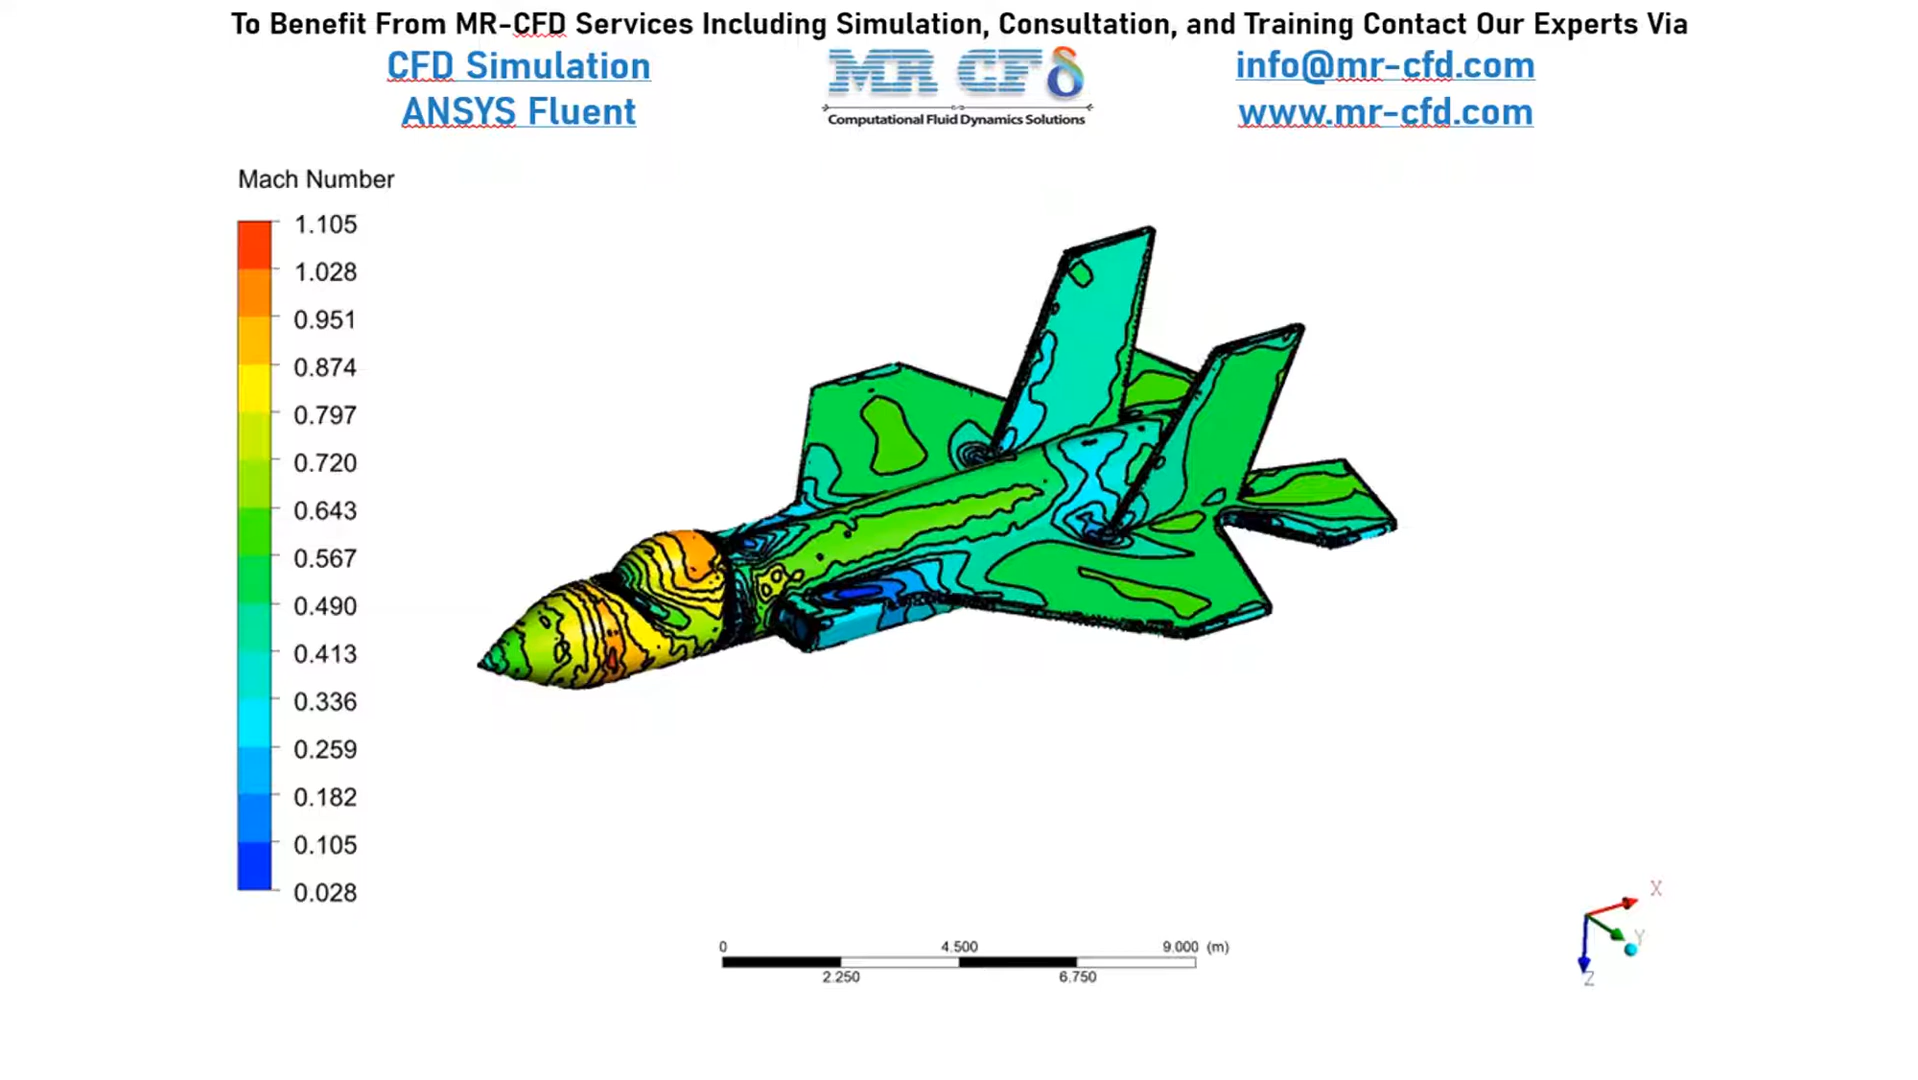 To Benefit From MR-CFD Services Including Simulation, Consultation, and Training Contact Our Experts Via
CFD Simulation
ANSYS Fluent
MR CFD
Computational Fluid Dynamics Solutions
info@mr-cfd.com
www.mr-cfd.com
Mach Number
1.105
1.028
0.951
0.874
0.797
0.720
0.643
0.567
0.490
0.413
0.336
0.259
0.182
0.105
0.028
0 4.500 9.000 (m)
2.250 6.750
X
Y
Z